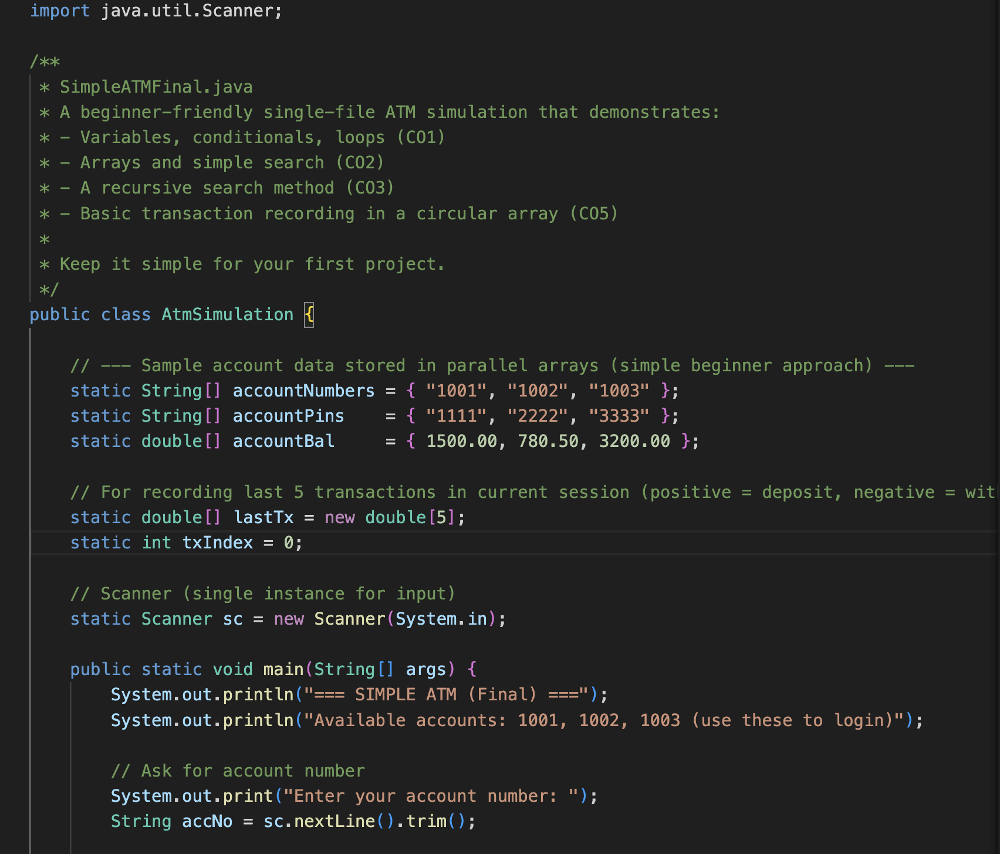 import java.util.Scanner;
/**
* SimpleATMFinal.java
* A beginner-friendly single-file ATM simulation that demonstrates:
* - Variables, conditionals, loops (CO1)
* - Arrays and simple search (CO2)
* - A recursive search method (CO3)
* - Basic transaction recording in a circular array (CO5)
*
* Keep it simple for your first project.
*/
public class AtmSimulation {
// --- Sample account data stored in parallel arrays (simple beginner approach) ---
static String[] accountNumbers = { "1001", "1002", "1003" };
static String[] accountPins    = { "1111", "2222", "3333" };
static double[] accountBal     = { 1500.00, 780.50, 3200.00 };
// For recording last 5 transactions in current session (positive = deposit, negative =
static double[] lastTx = new double[5];
static int txIndex = 0;
// Scanner (single instance for input)
static Scanner sc = new Scanner(System.in);
public static void main(String[] args) {
System.out.println("=== SIMPLE ATM (Final) ===");
System.out.println("Available accounts: 1001, 1002, 1003 (use these to login)");
// Ask for account number
System.out.print("Enter your account number: ");
String accNo = sc.nextLine().trim();